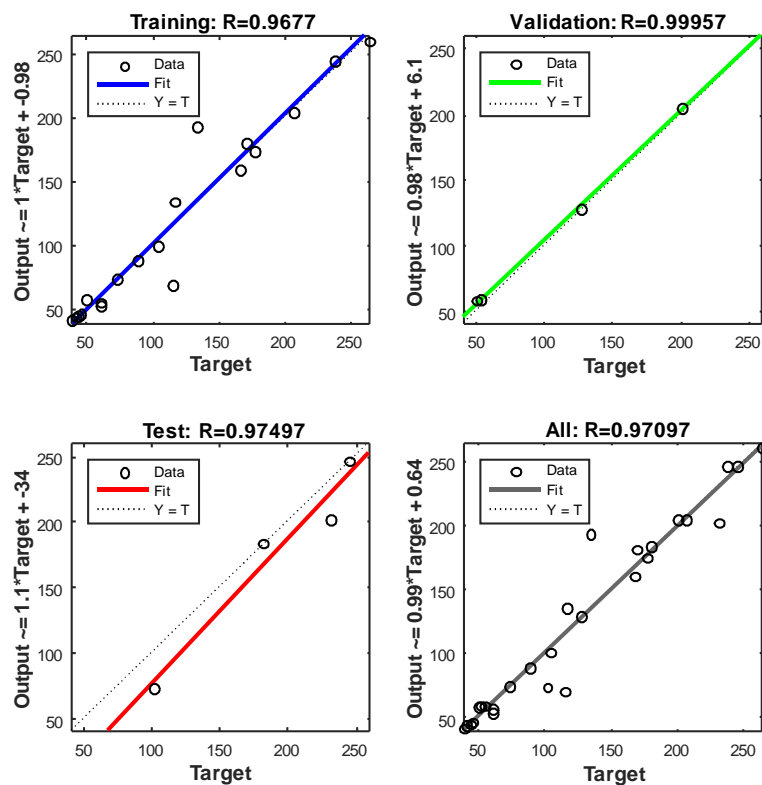 Training: R=0.9677
Output ~= 1*Target + -0.98
250
200
150
100
50
Data
Fit
Y = T
50 100 150 200 250
Target
Validation: R=0.99957
Output ~= 0.98*Target + 6.1
250
200
150
100
50
Data
Fit
Y = T
50 100 150 200 250
Target
Test: R=0.97497
Output ~= 1.1*Target + -34
250
200
150
100
50
Data
Fit
Y = T
50 100 150 200 250
Target
All: R=0.97097
Output ~= 0.99*Target + 0.64
250
200
150
100
50
Data
Fit
Y = T
50 100 150 200 250
Target